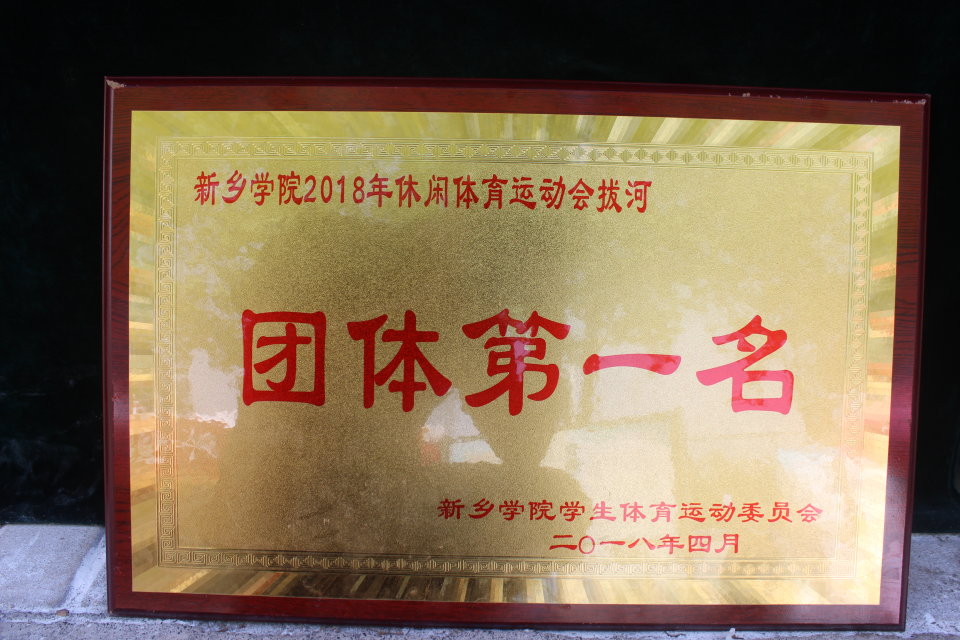 新乡学院2018年休闲体育运动会拔河
团体第一名
新乡学院学生体育运动委员会
二〇一八年四月